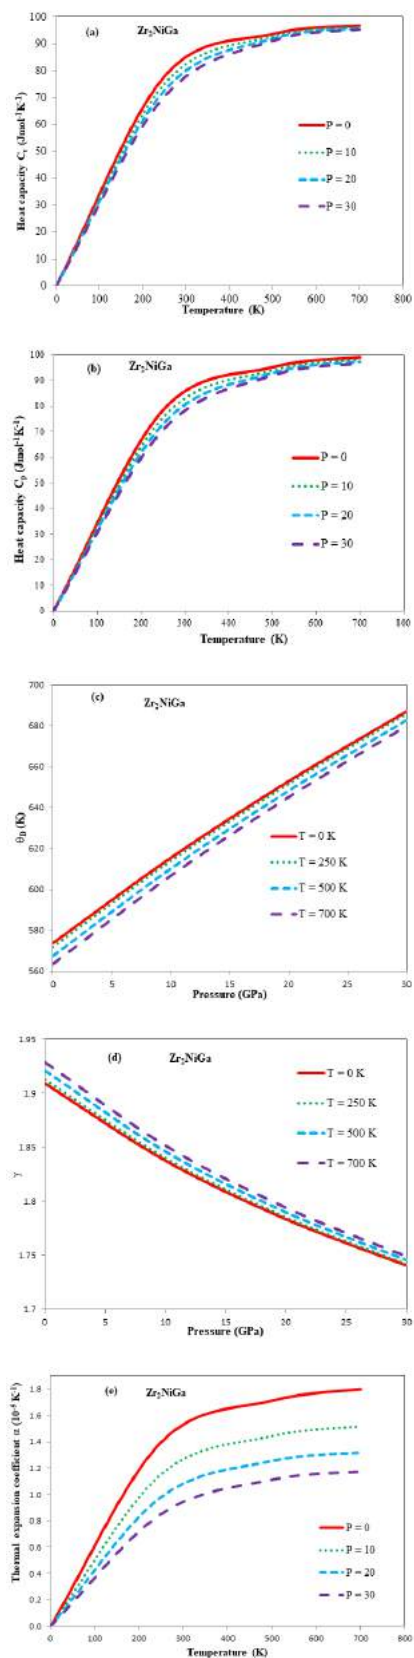 (a) Zr₂NiGa
Heat capacity Cᵥ (Jmol⁻¹K⁻¹)
100
90
80
70
60
50
40
30
20
10
0
P = 0
P = 10
P = 20
P = 30
0 100 200 300 400 500 600 700 800
Temperature (K)
(b) Zr₂NiGa
Heat capacity Cₚ (Jmol⁻¹K⁻¹)
100
90
80
70
60
50
40
30
20
10
0
P = 0
P = 10
P = 20
P = 30
0 100 200 300 400 500 600 700 800
Temperature (K)
(c) Zr₂NiGa
θ_D (K)
700
680
660
640
620
600
580
560
T = 0 K
T = 250 K
T = 500 K
T = 700 K
0 5 10 15 20 25 30
Pressure (GPa)
(d) Zr₂NiGa
γ
1.95
1.9
1.85
1.8
1.75
1.7
T = 0 K
T = 250 K
T = 500 K
T = 700 K
0 5 10 15 20 25 30
Pressure (GPa)
(e) Zr₂NiGa
Thermal expansion coefficient α (10⁻⁵ K⁻¹)
1.8
1.6
1.4
1.2
1.0
0.8
0.6
0.4
0.2
0.0
P = 0
P = 10
P = 20
P = 30
0 100 200 300 400 500 600 700 800
Temperature (K)